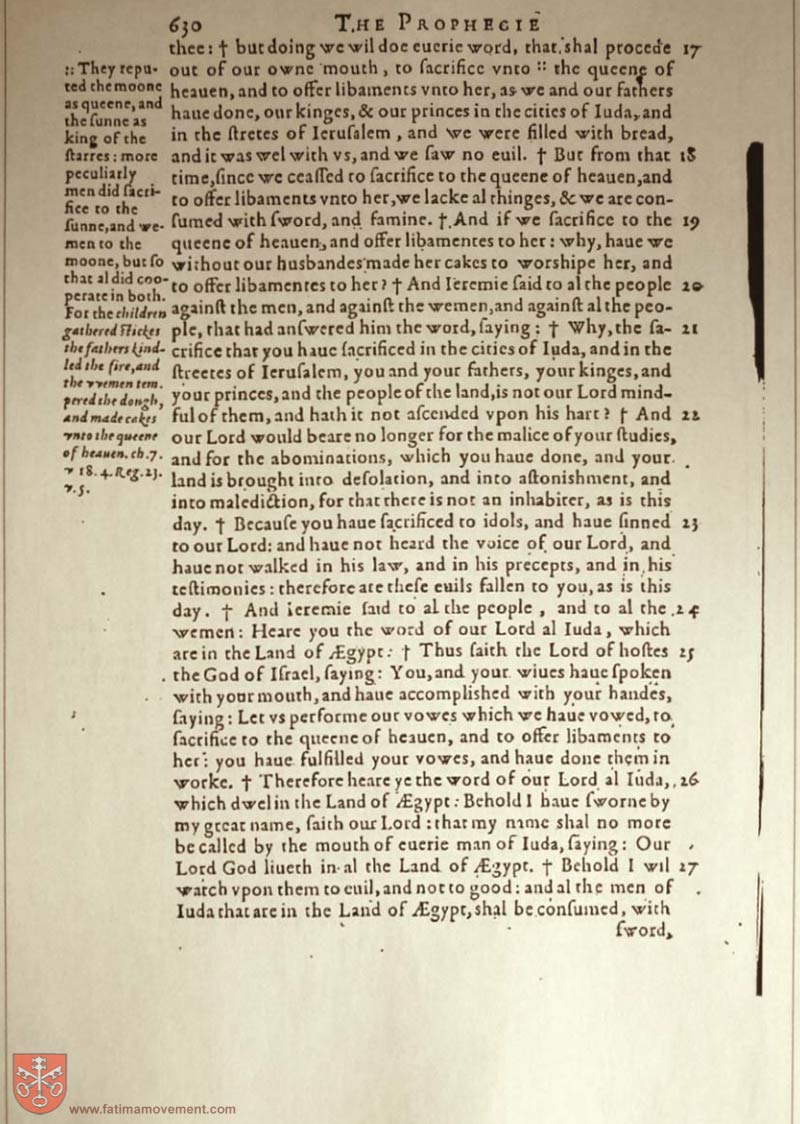 630 THE PROPHECIE
thee: † but doing we wil doe euerie word, that shal procede 17
out of our owne mouth, to sacrifice vnto :: the queene of
heauen, and to offer libaments vnto her, as we and our fathers
haue done, our kinges, & our princes in the cities of Iuda, and
in the stretes of Ierusalem, and we were filled with bread,
and it was wel with vs, and we saw no euil. † But from that 18
time, since we ceassed to sacrifice to the queene of heauen, and
to offer libaments vnto her, we lacke al thinges, & we are con-
sumed with sword, and famine. † And if we sacrifice to the 19
queene of heauen, and offer libamentes to her: why, haue we
without our husbandes made her cakes to worshipe her, and
to offer libamentes to her? † And Ieremie said to al the people 20
against the men, and against the wemen, and against al the peo-
ple, that had answered him the word, saying: † Why, the sa- 21
crifice that you haue sacrificed in the cities of Iuda, and in the
streetes of Ierusalem, you and your fathers, your kinges, and
your princes, and the people of the land, is not our Lord mind-
ful of them, and hath it not ascended vpon his hart? † And 22
our Lord would beare no longer for the malice of your studies,
and for the abominations, which you haue done, and your
land is brought into desolation, and into astonishment, and
into malediction, for that there is not an inhabiter, as is this
day. † Because you haue sacrificed to idols, and haue sinned 23
to our Lord: and haue not heard the voice of our Lord, and
haue not walked in his law, and in his precepts, and in his
testimonies: therefore are these euils fallen to you, as is this
day. † And Ieremie said to al the people, and to al the 24
wemen: Heare you the word of our Lord al Iuda, which
are in the Land of Ægypt: † Thus saith the Lord of hostes 25
the God of Israel, saying: You, and your wiues haue spoken
with your mouth, and haue accomplished with your handes,
saying: Let vs performe our vowes which we haue vowed, to
sacrifice to the queene of heauen, and to offer libaments to
her: you haue fulfilled your vowes, and haue done them in
worke. † Therefore heare ye the word of our Lord al Iuda, 26
which dwel in the Land of Ægypt: Behold I haue sworne by
my great name, saith our Lord: that my name shal no more
be called by the mouth of euerie man of Iuda, saying: Our
Lord God liueth in al the Land of Ægypt. † Behold I wil 27
watch vpon them to euil, and not to good: and al the men of
Iuda that are in the Land of Ægypt, shal be consumed, with
sword,
:: They repu-
ted the moone
as queene, and
the sunne as
king of the
starres: more
peculiarly
men did sacri-
fice to the
sunne, and we-
men to the
moone, but so
that al did coo-
perate in both.
For the children
gathered stickes
the fathers kind-
led the fire, and
the wemen tem-
pered the dough,
and made cakes
vnto the queene
of heauen. ch. 7.
v 18. 4. Reg. 23.
v. 5.
www.fatimamovement.com